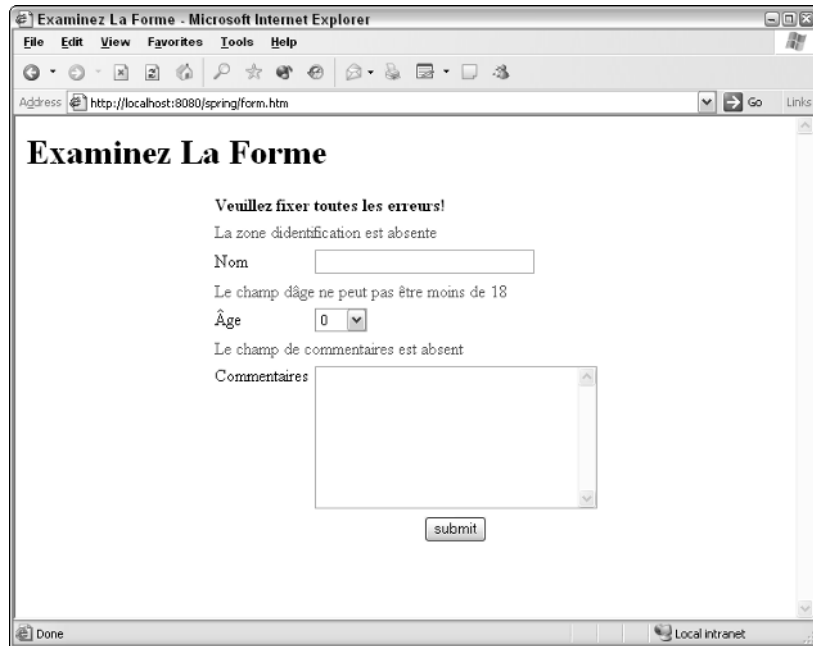 Examinez La Forme - Microsoft Internet Explorer
File Edit View Favorites Tools Help
Address http://localhost:8080/spring/form.htm Go Links
Examinez La Forme
Veuillez fixer toutes les erreurs!
La zone didentification est absente
Nom
Le champ dâge ne peut pas être moins de 18
Âge 0
Le champ de commentaires est absent
Commentaires
submit
Done Local intranet